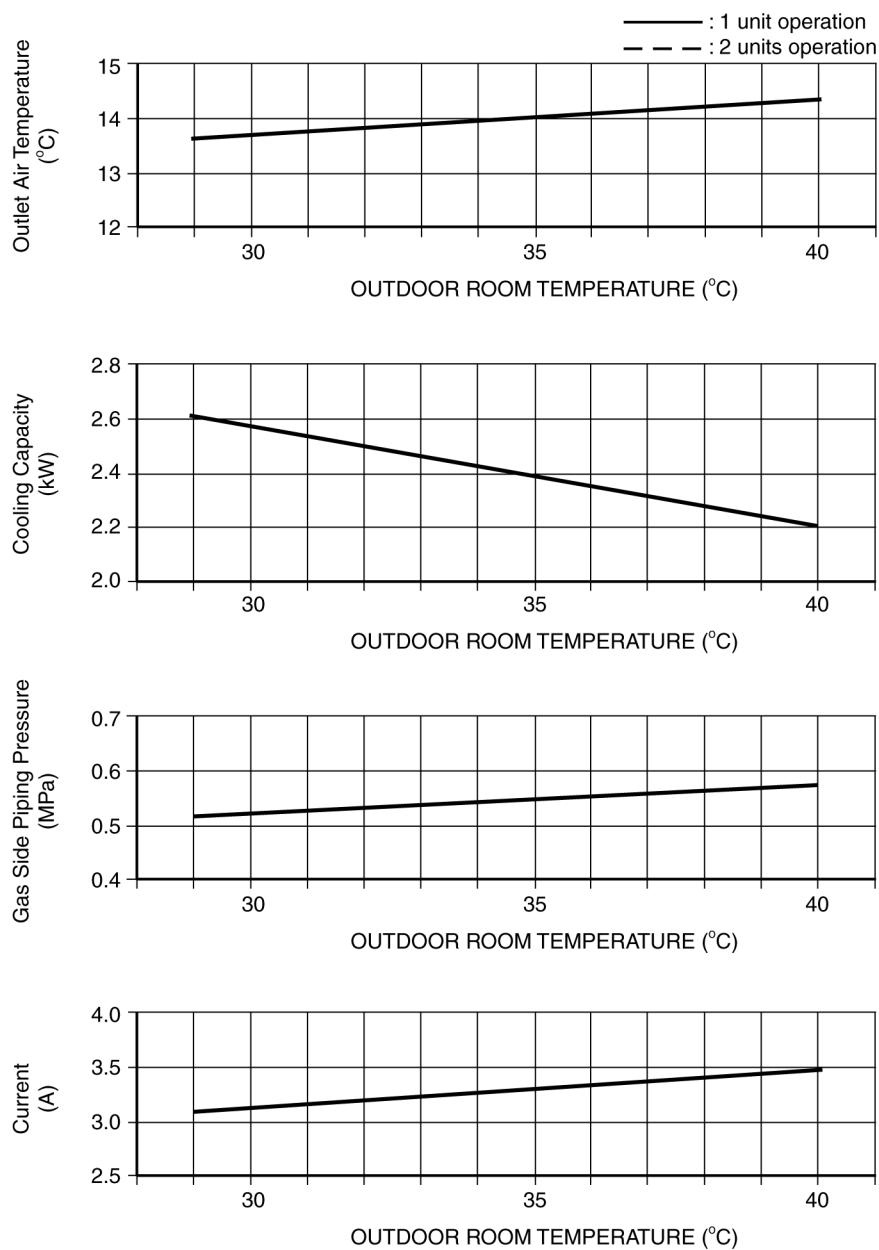 : 1 unit operation
: 2 units operation
Outlet Air Temperature
(°C)
15
14
13
12
30 35 40
OUTDOOR ROOM TEMPERATURE (°C)
Cooling Capacity
(kW)
2.8
2.6
2.4
2.2
2.0
30 35 40
OUTDOOR ROOM TEMPERATURE (°C)
Gas Side Piping Pressure
(MPa)
0.7
0.6
0.5
0.4
30 35 40
OUTDOOR ROOM TEMPERATURE (°C)
Current
(A)
4.0
3.5
3.0
2.5
30 35 40
OUTDOOR ROOM TEMPERATURE (°C)